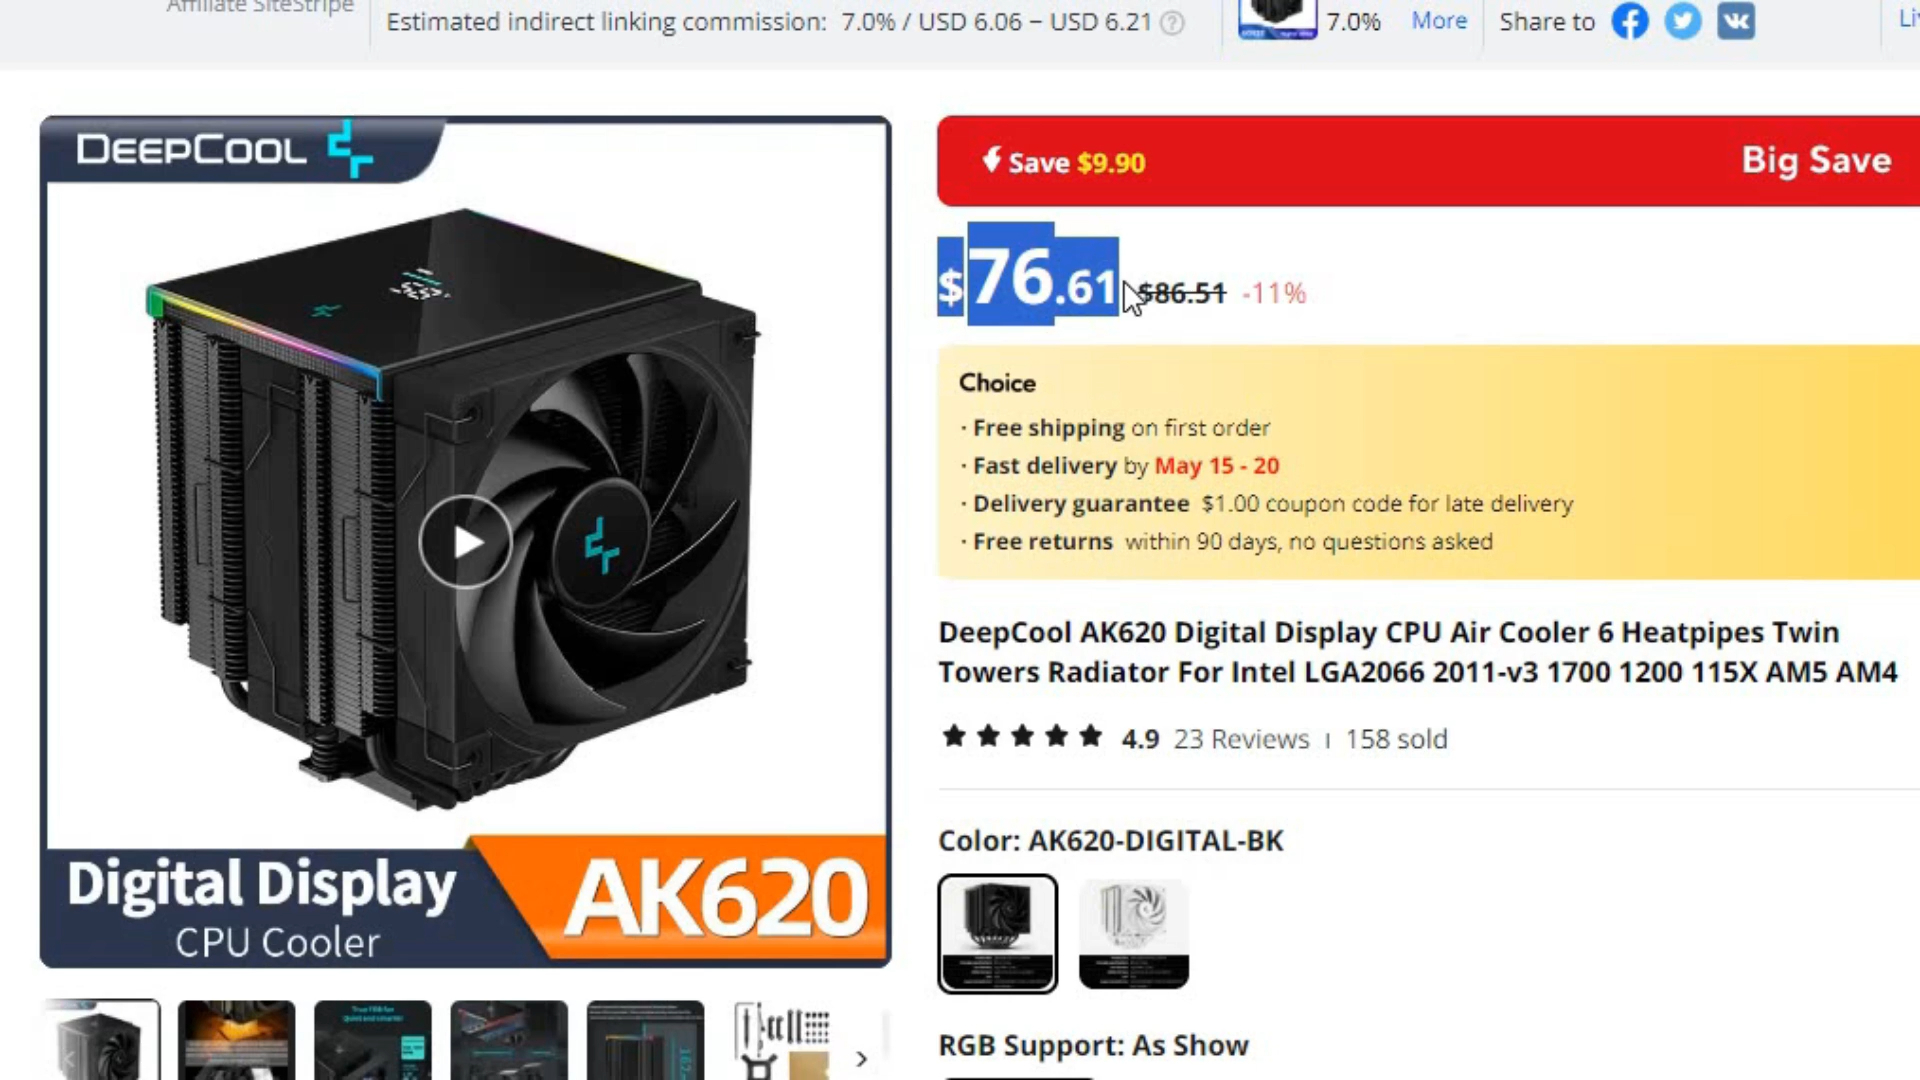 Affiliate SiteStripe
Estimated indirect linking commission: 7.0% / USD 6.06 – USD 6.21 ?
7.0% More Share to
DEEPCOOL
Save $9.90
Big Save
$76.61 $86.51 -11%
Choice
· Free shipping on first order
· Fast delivery by May 15 - 20
· Delivery guarantee $1.00 coupon code for late delivery
· Free returns within 90 days, no questions asked
DeepCool AK620 Digital Display CPU Air Cooler 6 Heatpipes Twin
Towers Radiator For Intel LGA2066 2011-v3 1700 1200 115X AM5 AM4
4.9 23 Reviews | 158 sold
Color: AK620-DIGITAL-BK
Digital Display
CPU Cooler
AK620
RGB Support: As Show